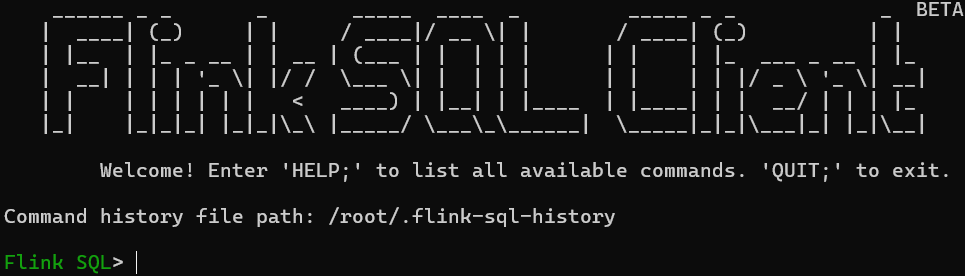 Flink SQL Client BETA
Welcome! Enter 'HELP;' to list all available commands. 'QUIT;' to exit.
Command history file path: /root/.flink-sql-history
Flink SQL>